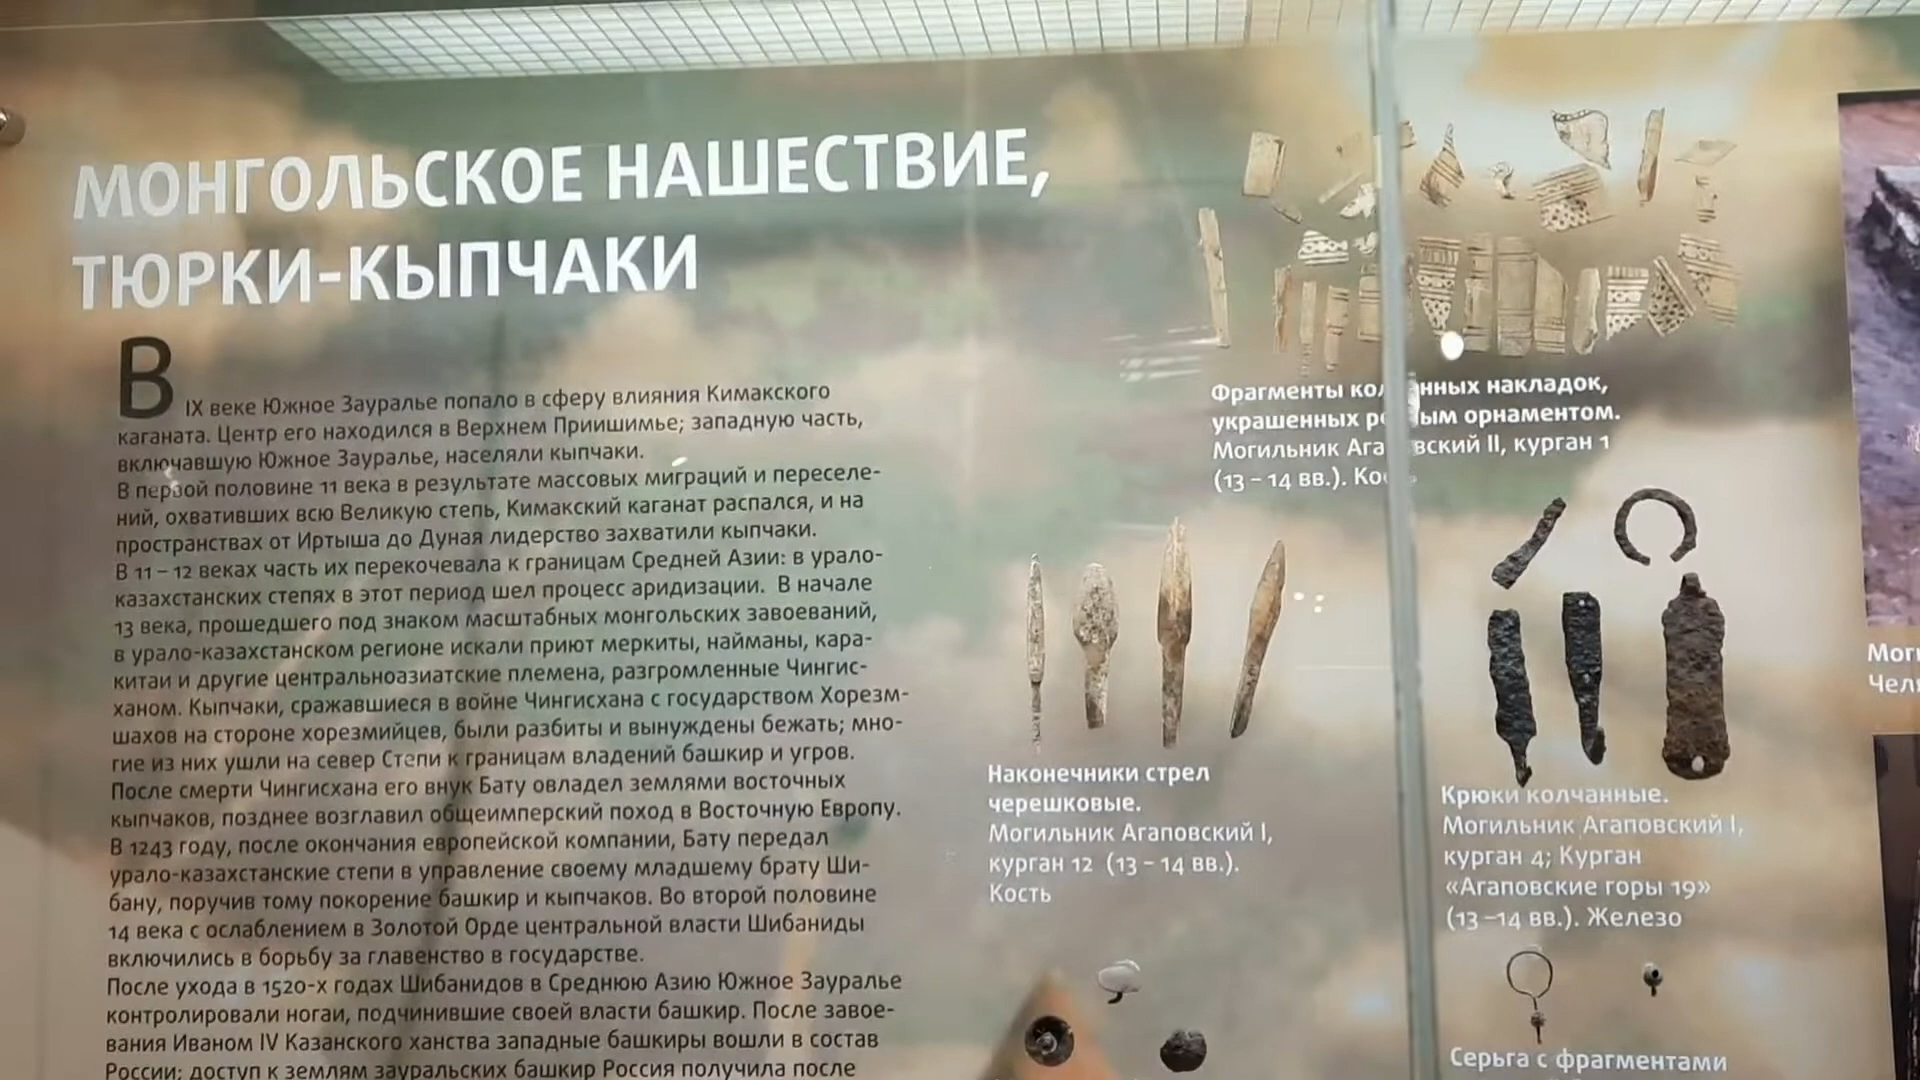 МОНГОЛЬСКОЕ НАШЕСТВИЕ,
ТЮРКИ-КЫПЧАКИ
В IX веке Южное Зауралье попало в сферу влияния Кимакского
каганата. Центр его находился в Верхнем Приишимье; западную часть,
включавшую Южное Зауралье, населяли кыпчаки.
В первой половине 11 века в результате массовых миграций и переселе-
ний, охвативших всю Великую степь, Кимакский каганат распался, и на
пространствах от Иртыша до Дуная лидерство захватили кыпчаки.
В 11 – 12 веках часть их перекочевала к границам Средней Азии: в урало-
казахстанских степях в этот период шел процесс аридизации. В начале
13 века, прошедшего под знаком масштабных монгольских завоеваний,
в урало-казахстанском регионе искали приют меркиты, найманы, кара-
китаи и другие центральноазиатские племена, разгромленные Чингис-
ханом. Кыпчаки, сражавшиеся в войне Чингисхана с государством Хорезм-
шахов на стороне хорезмийцев, были разбиты и вынуждены бежать; мно-
гие из них ушли на север Степи к границам владений башкир и угров.
После смерти Чингисхана его внук Бату овладел землями восточных
кыпчаков, позднее возглавил общеимперский поход в Восточную Европу.
В 1243 году, после окончания европейской компании, Бату передал
урало-казахстанские степи в управление своему младшему брату Ши-
бану, поручив тому покорение башкир и кыпчаков. Во второй половине
14 века с ослаблением в Золотой Орде центральной власти Шибаниды
включились в борьбу за главенство в государстве.
После ухода в 1520-х годах Шибанидов в Среднюю Азию Южное Зауралье
контролировали ногаи, подчинившие своей власти башкир. После завое-
вания Иваном IV Казанского ханства западные башкиры вошли в состав
России; доступ к землям зауральских башкир Россия получила после
Фрагменты колчанных накладок,
украшенных резным орнаментом.
Могильник Агаповский II, курган 1
(13 – 14 вв.). Кость
Наконечники стрел
черешковые.
Могильник Агаповский I,
курган 12 (13 – 14 вв.).
Кость
Крюки колчанные.
Могильник Агаповский I,
курган 4; Курган
«Агаповские горы 19»
(13 –14 вв.). Железо
Серьга с фрагментами